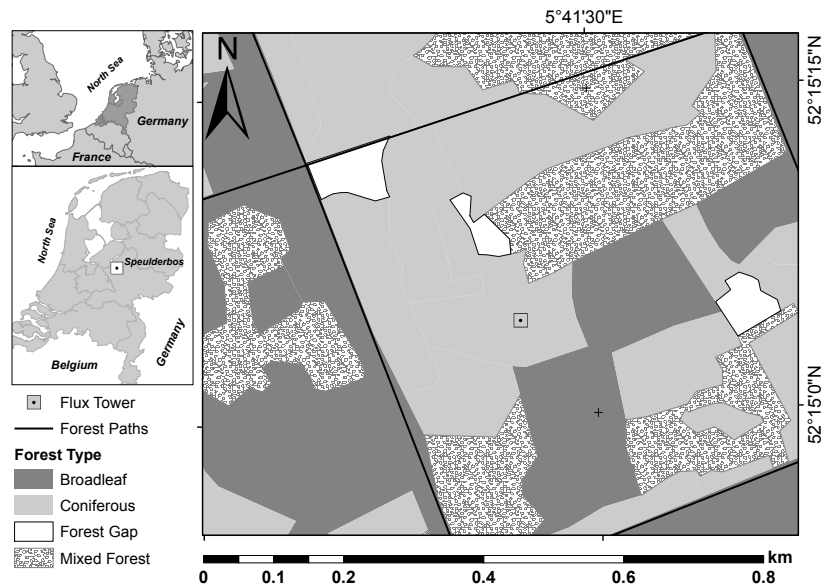 5°41'30"E
N
52°15'15"N
52°15'0"N
North Sea
Germany
France
North Sea
Speulderbos
Belgium
Germany
Flux Tower
Forest Paths
Forest Type
Broadleaf
Coniferous
Forest Gap
Mixed Forest
km
0 0.1 0.2 0.4 0.6 0.8